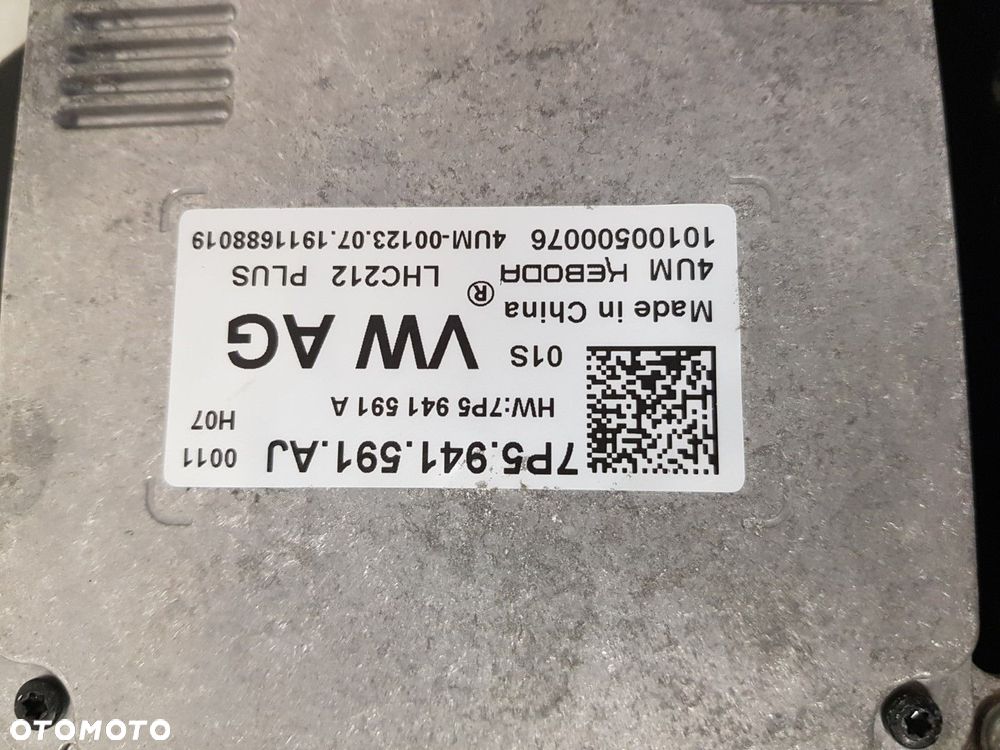 7P5.941.591.AJ 0011
HW:7P5 941 591 A H07
01S VW AG
Made in China ®
4UM KEBODA LHC212 PLUS
10100500076 4UM-00123.07.1911688019
OTOMOTO